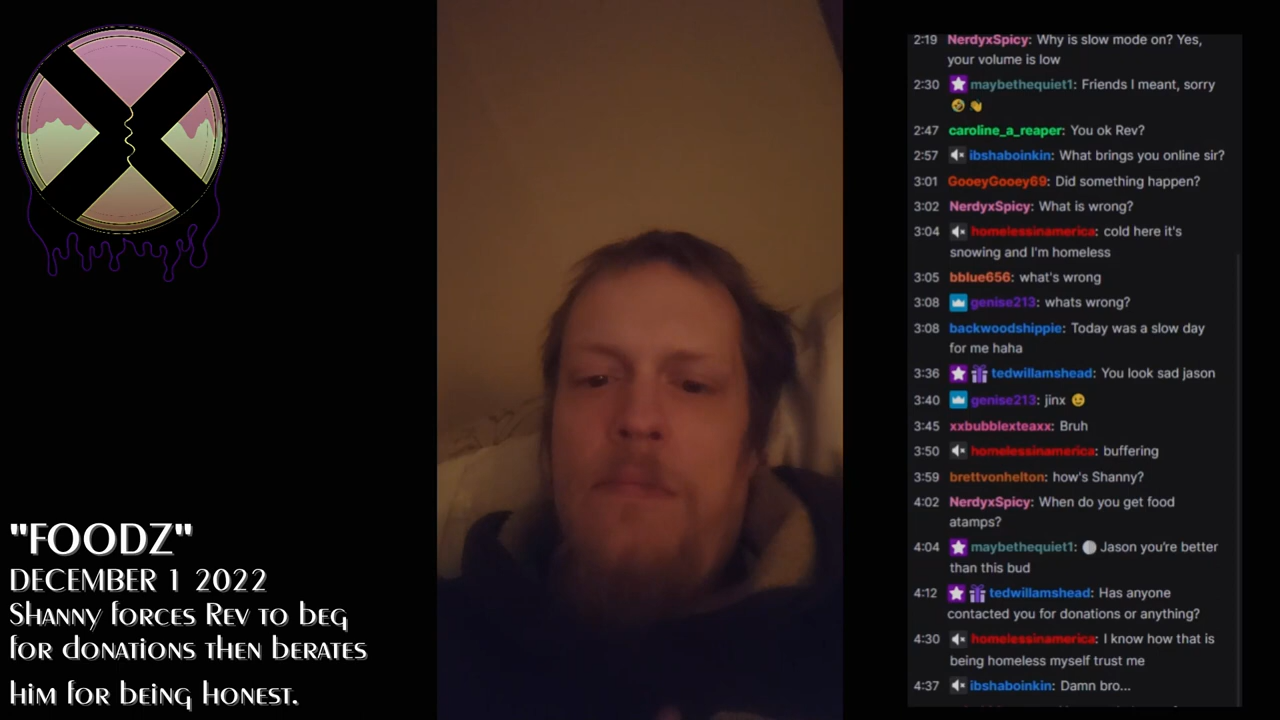 "FOODZ"
DECEMBER 1 2022
Shanny forces Rev to beg
for donations then berates
him for being honest.
2:19 NerdyxSpicy: Why is slow mode on? Yes,
your volume is low
2:30 maybethequiet1: Friends I meant, sorry
🤣 👏
2:47 caroline_a_reaper: You ok Rev?
2:57 ibshaboinkin: What brings you online sir?
3:01 GooeyGooey69: Did something happen?
3:02 NerdyxSpicy: What is wrong?
3:04 homelessinamerica: cold here it's
snowing and I'm homeless
3:05 bblue656: what's wrong
3:08 genise213: whats wrong?
3:08 backwoodshippie: Today was a slow day
for me haha
3:36 tedwillamshead: You look sad jason
3:40 genise213: jinx 😉
3:45 xxbubblexteaxx: Bruh
3:50 homelessinamerica: buffering
3:59 brettvonhelton: how's Shanny?
4:02 NerdyxSpicy: When do you get food
atamps?
4:04 maybethequiet1: Jason you're better
than this bud
4:12 tedwillamshead: Has anyone
contacted you for donations or anything?
4:30 homelessinamerica: I know how that is
being homeless myself trust me
4:37 ibshaboinkin: Damn bro...